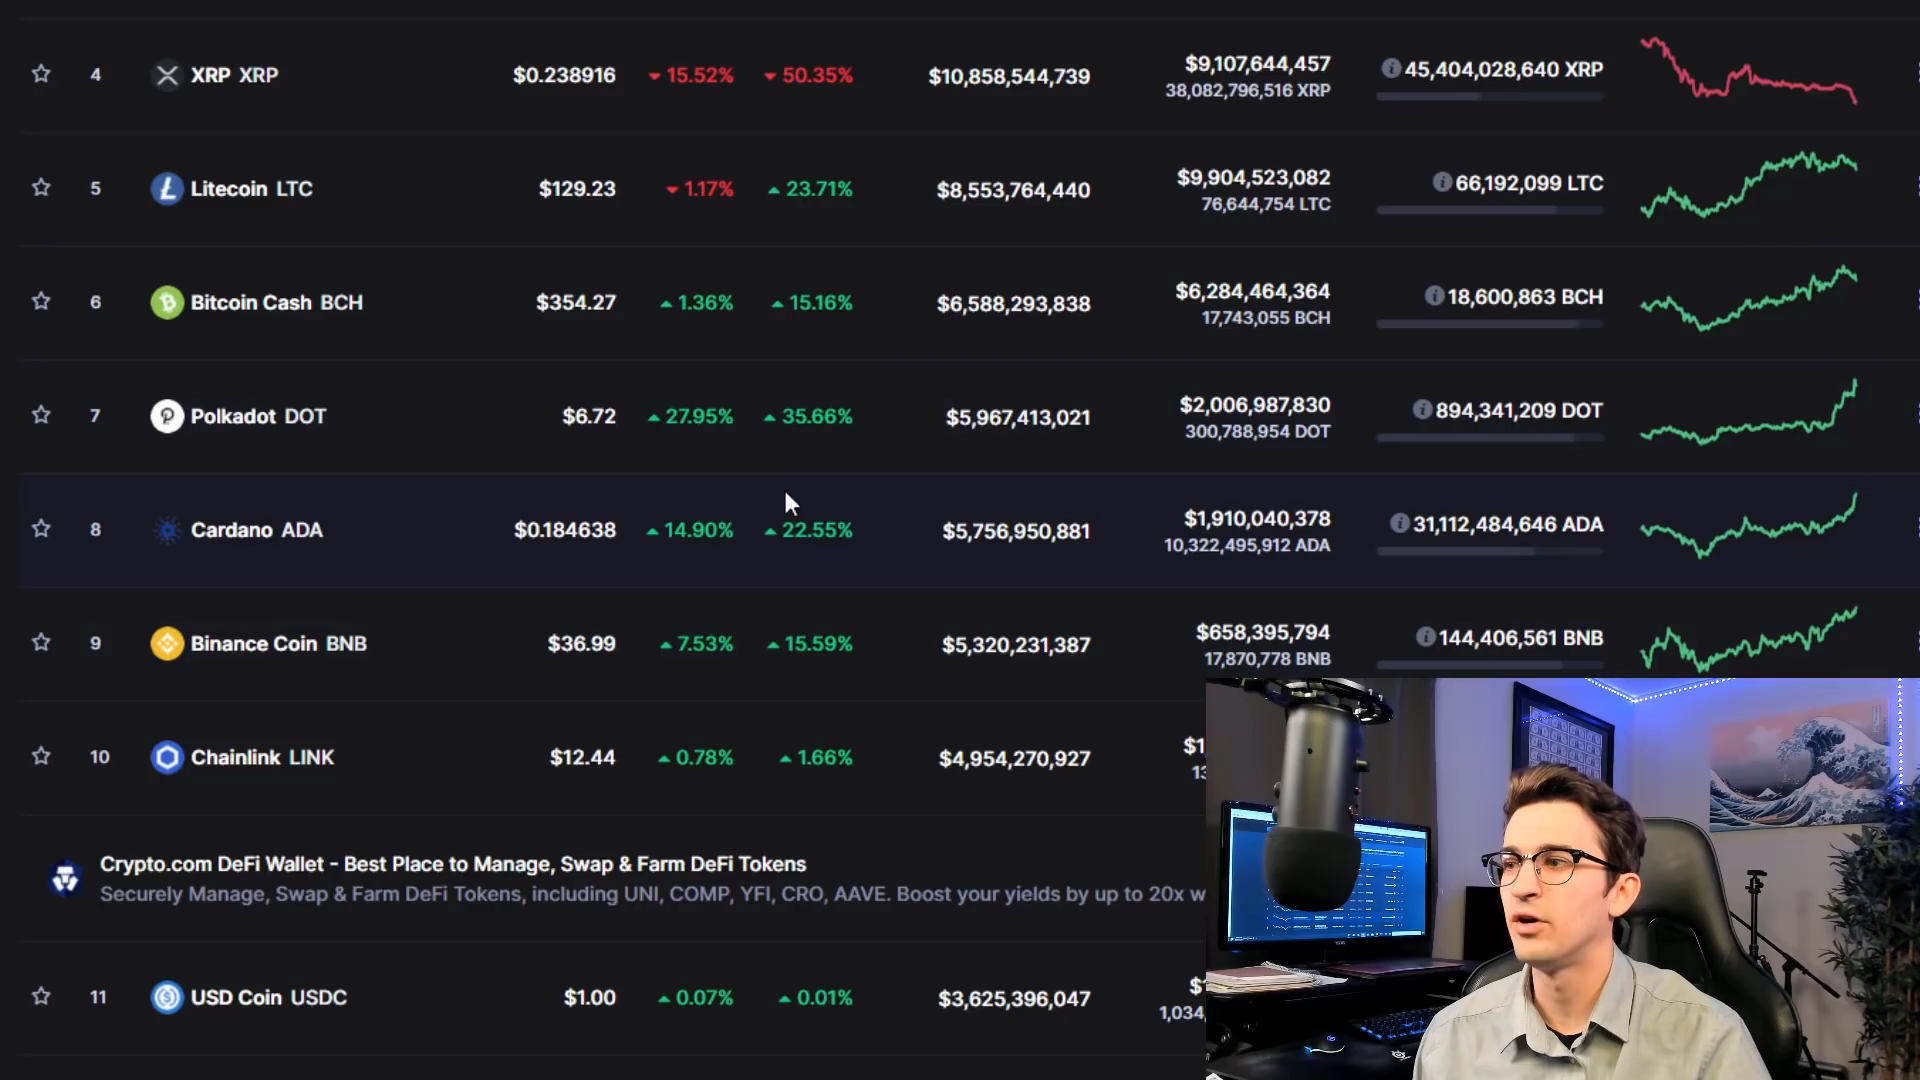 4 XRP XRP $0.238916 15.52% 50.35% $10,858,544,739 $9,107,644,457 45,404,028,640 XRP
38,082,796,516 XRP
5 Litecoin LTC $129.23 1.17% 23.71% $8,553,764,440 $9,904,523,082 66,192,099 LTC
76,644,754 LTC
6 Bitcoin Cash BCH $354.27 1.36% 15.16% $6,588,293,838 $6,284,464,364 18,600,863 BCH
17,743,055 BCH
7 Polkadot DOT $6.72 27.95% 35.66% $5,967,413,021 $2,006,987,830 894,341,209 DOT
300,788,954 DOT
8 Cardano ADA $0.184638 14.90% 22.55% $5,756,950,881 $1,910,040,378 31,112,484,646 ADA
10,322,495,912 ADA
9 Binance Coin BNB $36.99 7.53% 15.59% $5,320,231,387 $658,395,794 144,406,561 BNB
17,870,778 BNB
10 Chainlink LINK $12.44 0.78% 1.66% $4,954,270,927 $1
13
Crypto.com DeFi Wallet - Best Place to Manage, Swap & Farm DeFi Tokens
Securely Manage, Swap & Farm DeFi Tokens, including UNI, COMP, YFI, CRO, AAVE. Boost your yields by up to 20x w
11 USD Coin USDC $1.00 0.07% 0.01% $3,625,396,047 $
1,034,